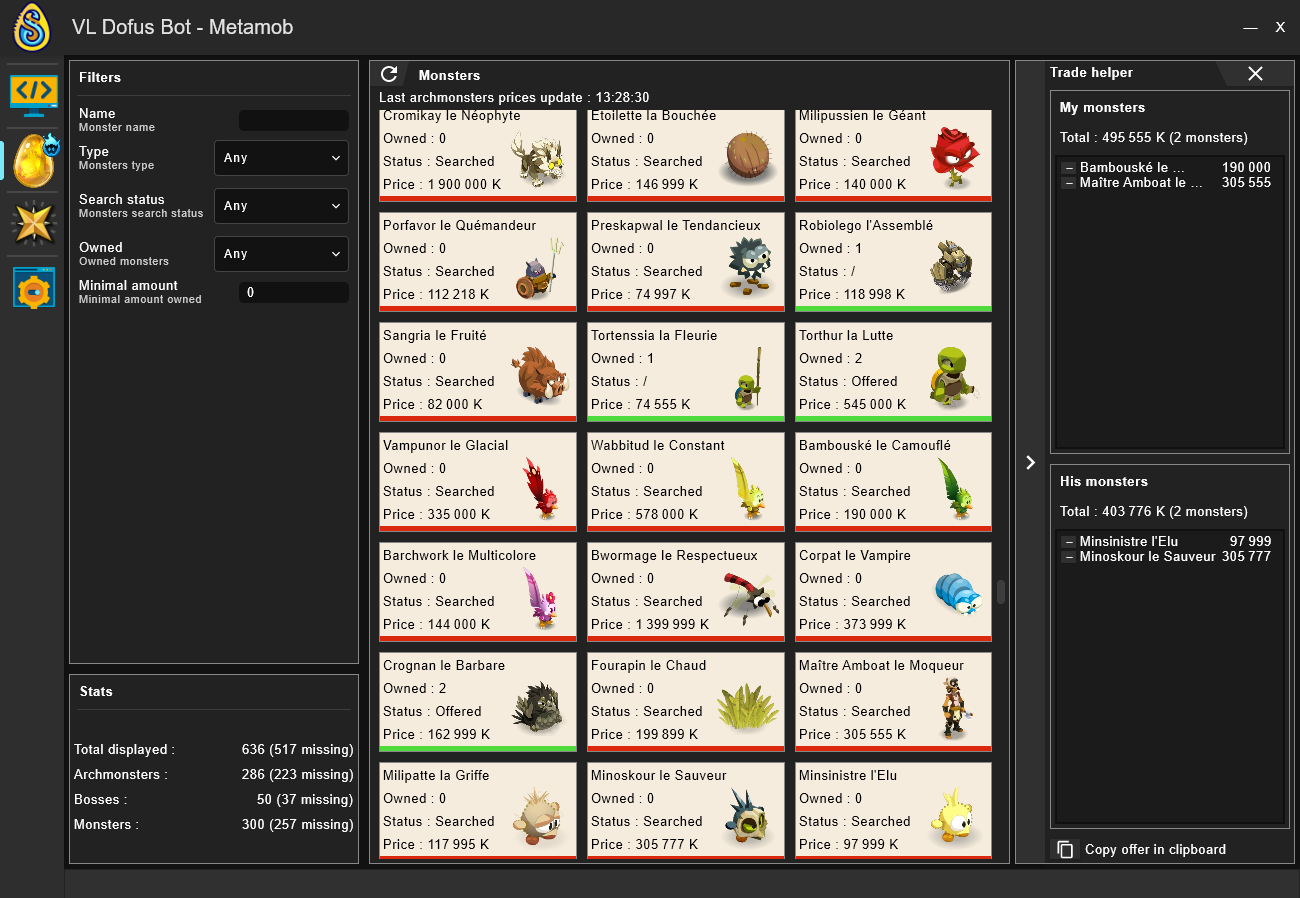 VL Dofus Bot - Metamob
Filters
Name
Monster name
Type
Monsters type
Any
Search status
Monsters search status
Any
Owned
Owned monsters
Any
Minimal amount
Minimal amount owned
0
Stats
Total displayed : 636 (517 missing)
Archmonsters : 286 (223 missing)
Bosses : 50 (37 missing)
Monsters : 300 (257 missing)
Monsters
Last archmonsters prices update : 13:28:30
Cromikay le Néophyte
Owned : 0
Status : Searched
Price : 1 900 000 K
Etoilette la Bouchée
Owned : 0
Status : Searched
Price : 146 999 K
Milipussien le Géant
Owned : 0
Status : Searched
Price : 140 000 K
Porfavor le Quémandeur
Owned : 0
Status : Searched
Price : 112 218 K
Preskapwal le Tendancieux
Owned : 0
Status : Searched
Price : 74 997 K
Robiolego l'Assemblé
Owned : 1
Status : /
Price : 118 998 K
Sangria le Fruité
Owned : 0
Status : Searched
Price : 82 000 K
Tortenssia la Fleurie
Owned : 1
Status : /
Price : 74 555 K
Torthur la Lutte
Owned : 2
Status : Offered
Price : 545 000 K
Vampunor le Glacial
Owned : 0
Status : Searched
Price : 335 000 K
Wabbitud le Constant
Owned : 0
Status : Searched
Price : 578 000 K
Bambouské le Camouflé
Owned : 0
Status : Searched
Price : 190 000 K
Barchwork le Multicolore
Owned : 0
Status : Searched
Price : 144 000 K
Bwormage le Respectueux
Owned : 0
Status : Searched
Price : 1 399 999 K
Corpat le Vampire
Owned : 0
Status : Searched
Price : 373 999 K
Crognan le Barbare
Owned : 2
Status : Offered
Price : 162 999 K
Fourapin le Chaud
Owned : 0
Status : Searched
Price : 199 899 K
Maître Amboat le Moqueur
Owned : 0
Status : Searched
Price : 305 555 K
Milipatte la Griffe
Owned : 0
Status : Searched
Price : 117 995 K
Minoskour le Sauveur
Owned : 0
Status : Searched
Price : 305 777 K
Minsinistre l'Elu
Owned : 0
Status : Searched
Price : 97 999 K
Trade helper
My monsters
Total : 495 555 K (2 monsters)
Bambouské le ... 190 000
Maître Amboat le ... 305 555
His monsters
Total : 403 776 K (2 monsters)
Minsinistre l'Elu 97 999
Minoskour le Sauveur 305 777
Copy offer in clipboard